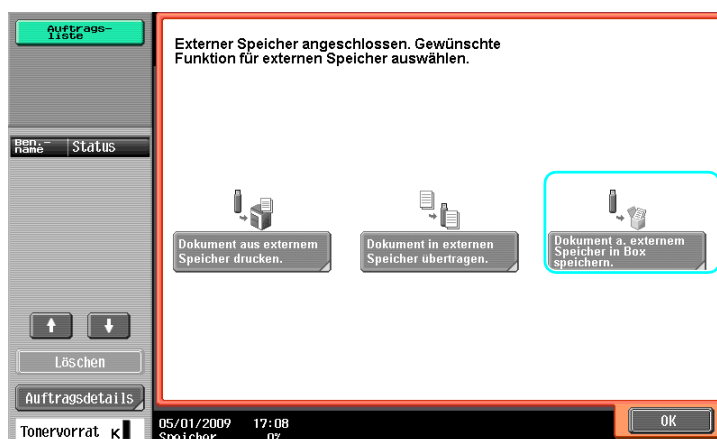 Auftrags-
liste
Externer Speicher angeschlossen. Gewünschte
Funktion für externen Speicher auswählen.
Ben.-
name
Status
Dokument aus externem
Speicher drucken.
Dokument in externen
Speicher übertragen.
Dokument a. externem
Speicher in Box
speichern.
Löschen
Auftragsdetails
Tonervorrat K
05/01/2009 17:08
Speicher 0%
OK